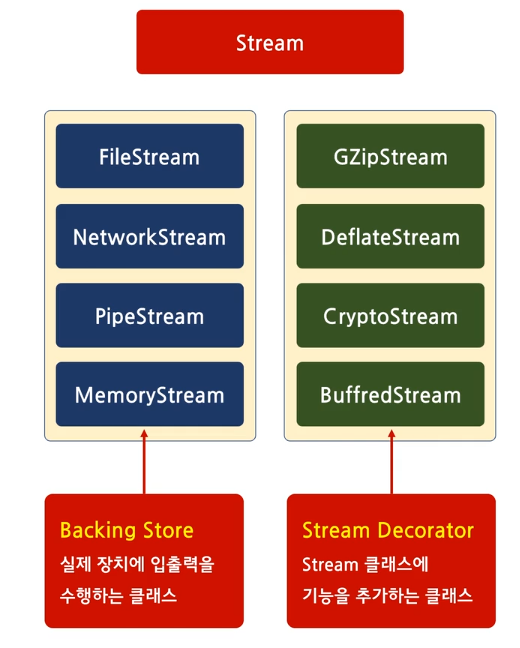 Stream
FileStream
NetworkStream
PipeStream
MemoryStream
GZipStream
DeflateStream
CryptoStream
BuffredStream
Backing Store
실제 장치에 입출력을
수행하는 클래스
Stream Decorator
Stream 클래스에
기능을 추가하는 클래스